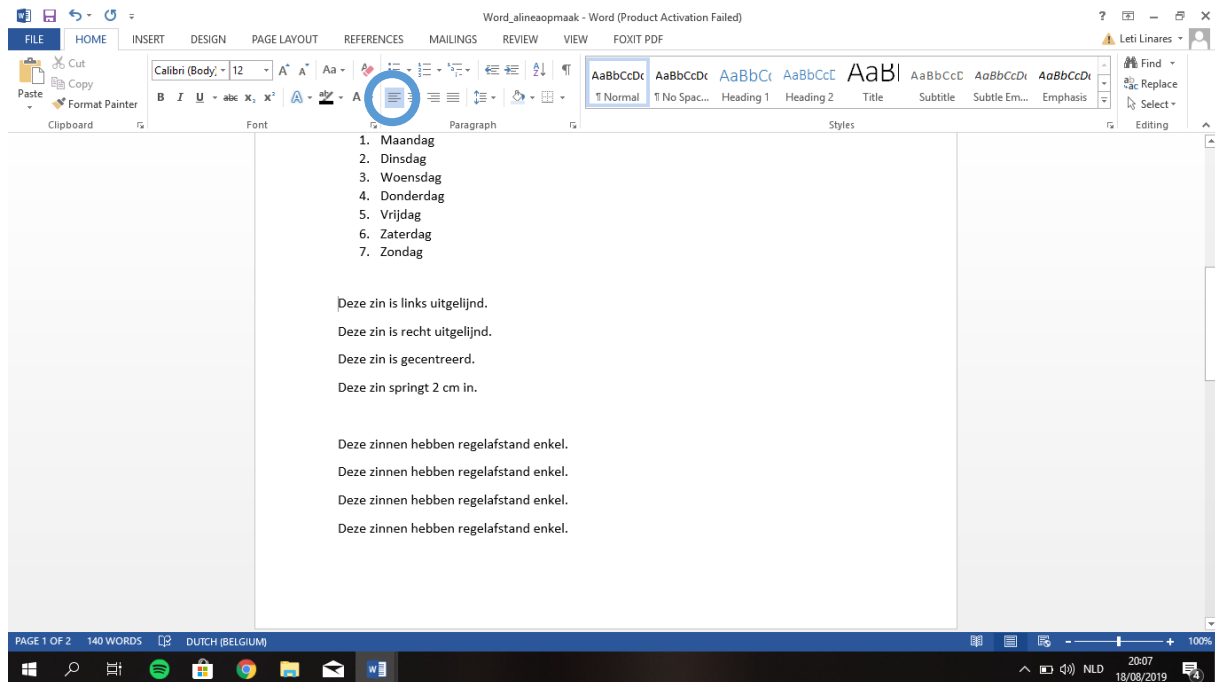 Word_alineaopmaak - Word (Product Activation Failed)
FILE HOME INSERT DESIGN PAGE LAYOUT REFERENCES MAILINGS REVIEW VIEW FOXIT PDF Leti Linares
Paste
Cut
Copy
Format Painter
Calibri (Body) 12
AaBbCcDc AaBbCcDc AaBbC AaBbCcD AaB AaBbCcD AaBbCcDc AaBbCcDc
¶ Normal ¶ No Spac... Heading 1 Heading 2 Title Subtitle Subtle Em... Emphasis
Find
Replace
Select
Clipboard Font Paragraph Styles Editing
1. Maandag
2. Dinsdag
3. Woensdag
4. Donderdag
5. Vrijdag
6. Zaterdag
7. Zondag
Deze zin is links uitgelijnd.
Deze zin is recht uitgelijnd.
Deze zin is gecentreerd.
Deze zin springt 2 cm in.
Deze zinnen hebben regelafstand enkel.
Deze zinnen hebben regelafstand enkel.
Deze zinnen hebben regelafstand enkel.
Deze zinnen hebben regelafstand enkel.
PAGE 1 OF 2 140 WORDS DUTCH (BELGIUM) 100%
NLD 20:07
18/08/2019